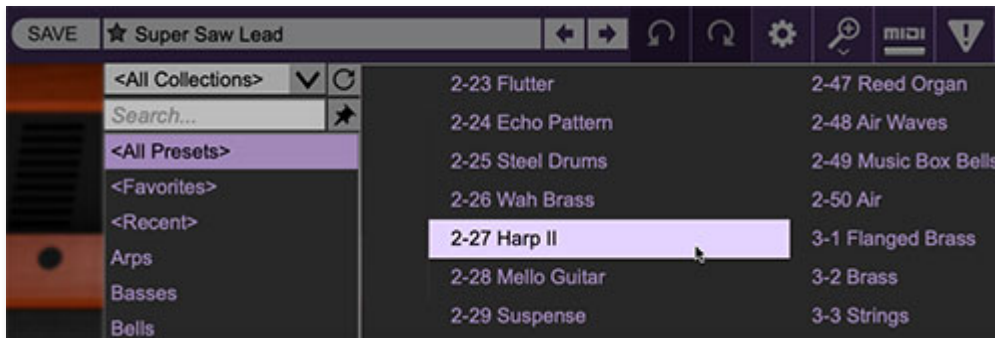 SAVE
Super Saw Lead
MIDI
<All Collections>
Search...
<All Presets>
<Favorites>
<Recent>
Arps
Basses
Bells
2-23 Flutter
2-24 Echo Pattern
2-25 Steel Drums
2-26 Wah Brass
2-27 Harp II
2-28 Mello Guitar
2-29 Suspense
2-47 Reed Organ
2-48 Air Waves
2-49 Music Box Bells
2-50 Air
3-1 Flanged Brass
3-2 Brass
3-3 Strings